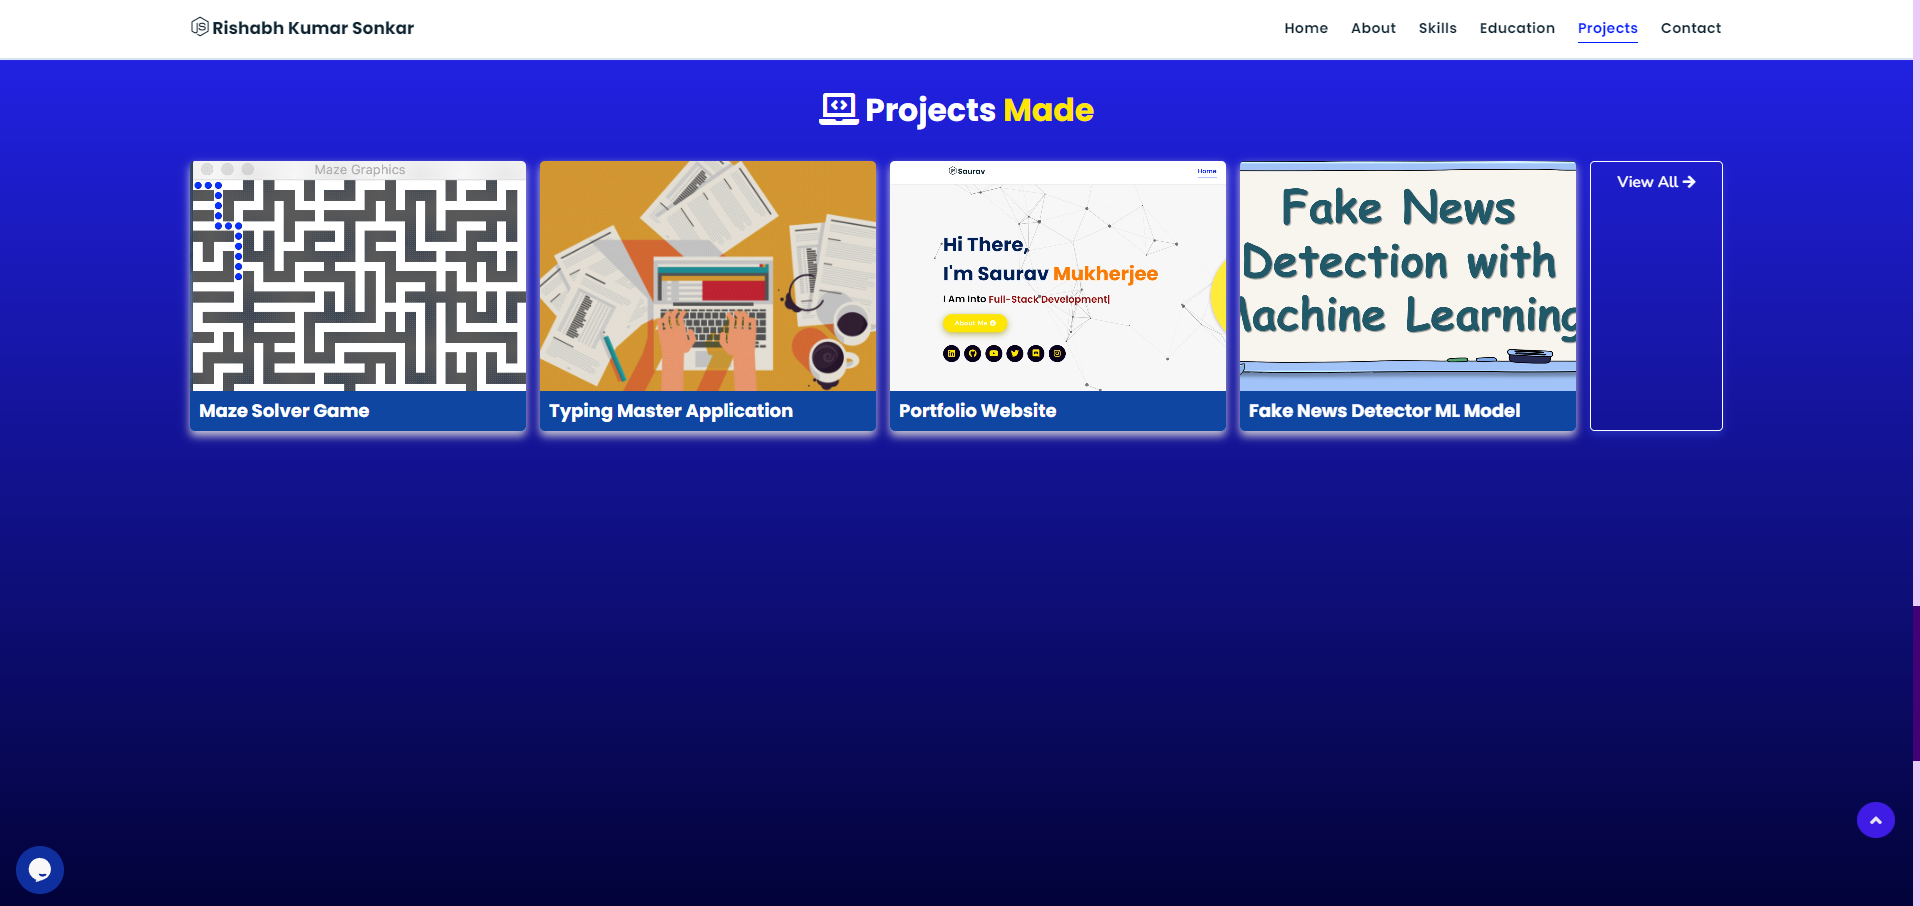 Rishabh Kumar Sonkar
Home About Skills Education Projects Contact
Projects Made
Maze Graphics
Maze Solver Game
Typing Master Application
Saurav
Home
Hi There,
I'm Saurav Mukherjee
I Am Into Full-Stack Development|
About Me
Portfolio Website
Fake News
Detection with
Machine Learning
Fake News Detector ML Model
View All